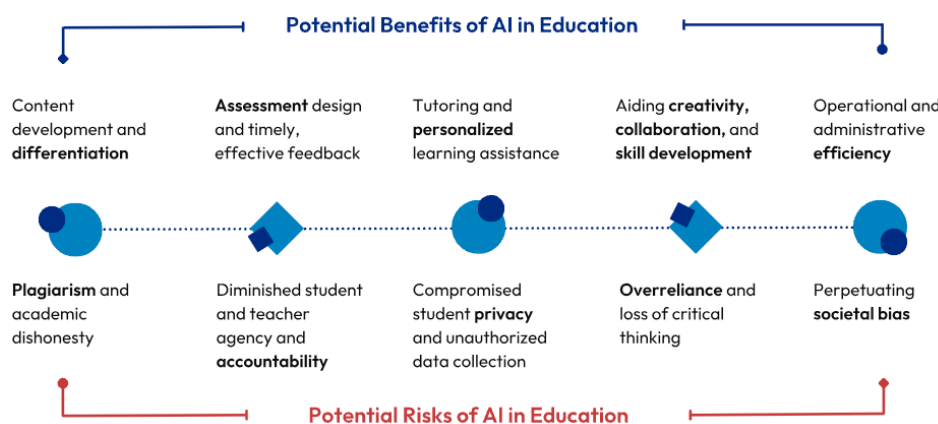 Potential Benefits of AI in Education
Content
development and
differentiation
Assessment design
and timely,
effective feedback
Tutoring and
personalized
learning assistance
Aiding creativity,
collaboration, and
skill development
Operational and
administrative
efficiency
Plagiarism and
academic
dishonesty
Diminished student
and teacher
agency and
accountability
Compromised
student privacy
and unauthorized
data collection
Overreliance and
loss of critical
thinking
Perpetuating
societal bias
Potential Risks of AI in Education